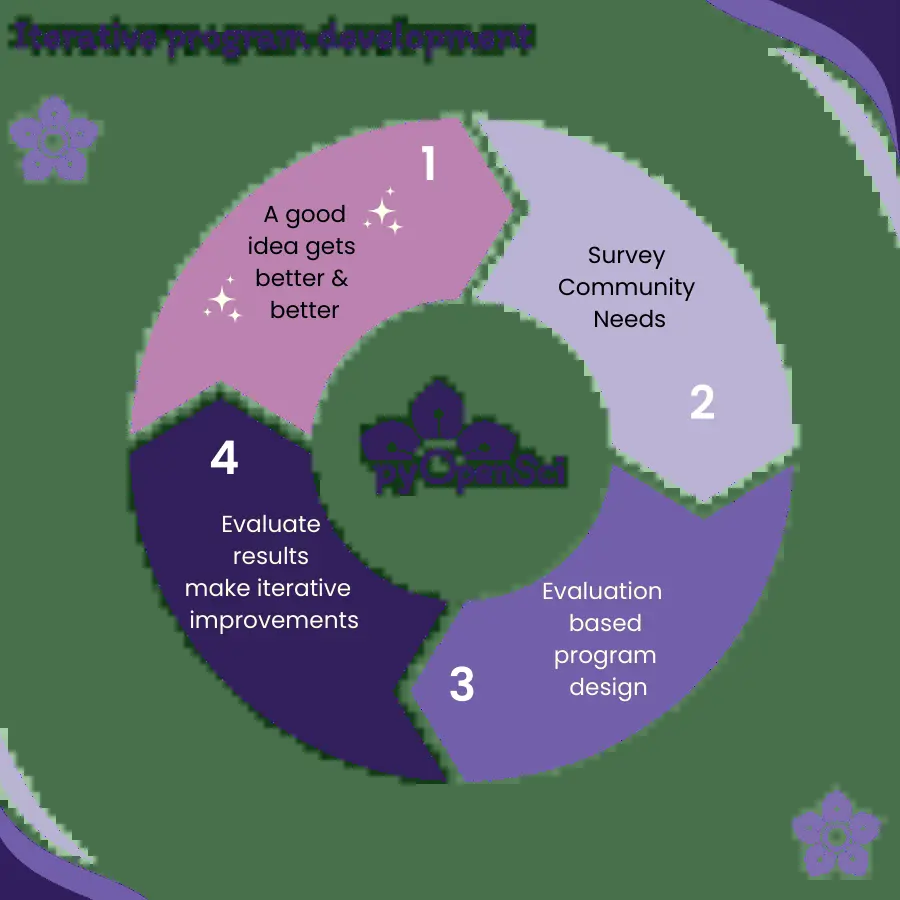 Iterative program development
1
A good
idea gets
better &
better
Survey
Community
Needs
2
pyOpenSci
4
Evaluate
results
make iterative
improvements
Evaluation
based
program
design
3